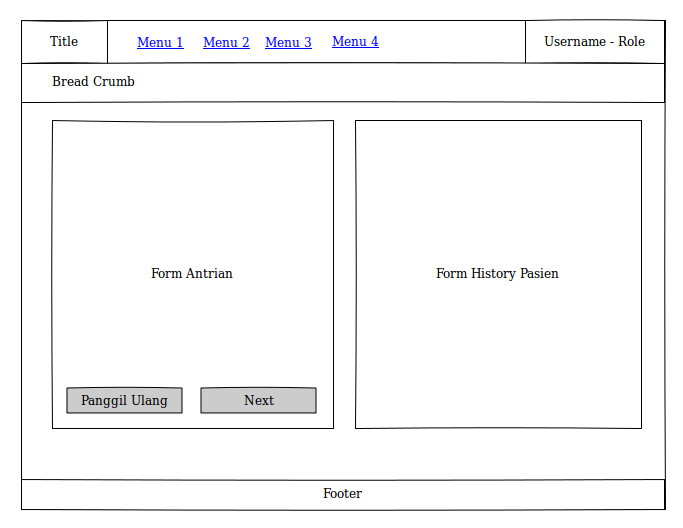 Title
Menu 1
Menu 2
Menu 3
Menu 4
Username - Role
Bread Crumb
Form Antrian
Form History Pasien
Panggil Ulang
Next
Footer